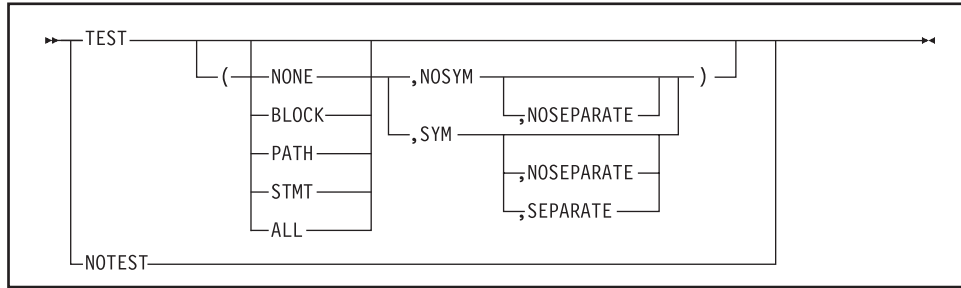 TEST
( NONE ,NOSYM )
BLOCK ,NOSEPARATE
,SYM
PATH ,NOSEPARATE
STMT ,SEPARATE
ALL
NOTEST